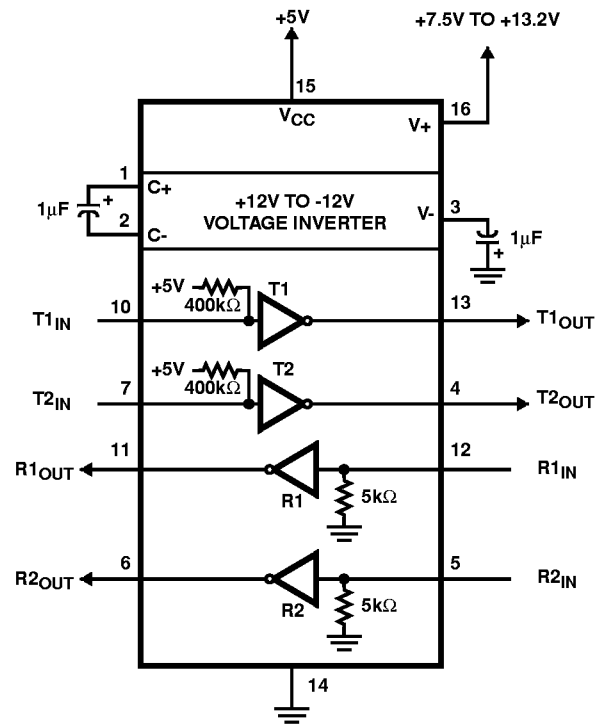 +5V
+7.5V TO +13.2V
15
VCC
16
V+
1
C+
1µF
+
2
C-
+12V TO -12V
VOLTAGE INVERTER
V-
3
1µF
+
+5V
400kΩ
T1
T1IN
10
13
T1OUT
+5V
400kΩ
T2
T2IN
7
4
T2OUT
R1OUT
11
R1
5kΩ
12
R1IN
R2OUT
6
R2
5kΩ
5
R2IN
14